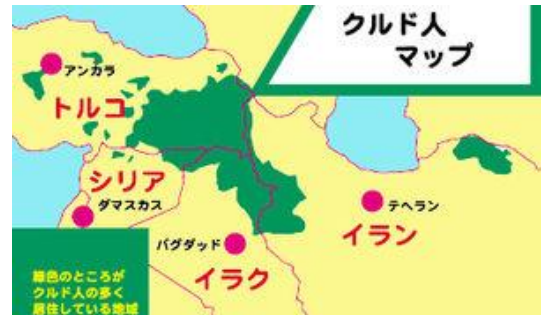 クルド人
マップ
アンカラ
トルコ
シリア
ダマスカス
バグダッド
イラク
テヘラン
イラン
緑色のところが
クルド人の多く
居住している地域